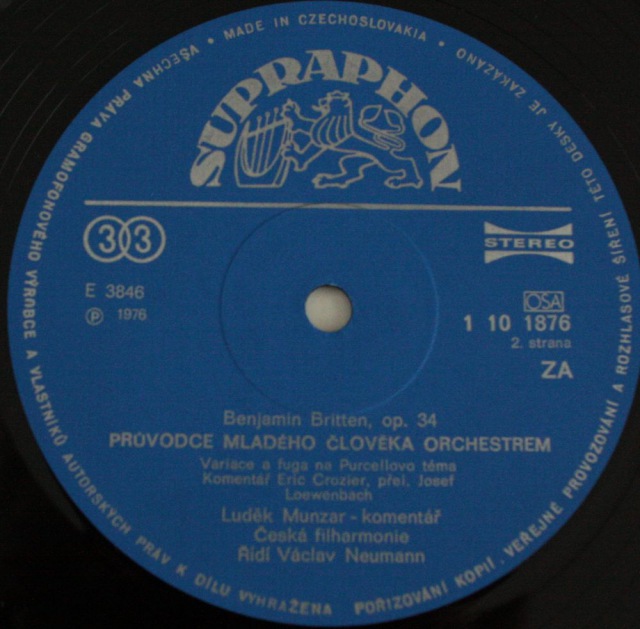 MADE IN CZECHOSLOVAKIA
VŠECHNA PRÁVA GRAMOFONOVÉHO VÝROBCE A VLASTNÍKŮ AUTORSKÝCH PRÁV K DÍLU VYHRAŽENA
POŘIZOVÁNÍ KOPIÍ, VEŘEJNÉ PROVOZOVÁNÍ A ROZHLASOVÉ ŠÍŘENÍ TÉTO DESKY JE ZAKÁZÁNO
SUPRAPHON
33
STEREO
E 3846
℗ 1976
OSA
1 10 1876
2. strana
ZA
Benjamin Britten, op. 34
PRŮVODCE MLADÉHO ČLOVĚKA ORCHESTREM
Variace a fuga na Purcellovo téma
Komentář Eric Crozier, přel. Josef
Loewenbach
Luděk Munzar - komentář
Česká filharmonie
Řídí Václav Neumann